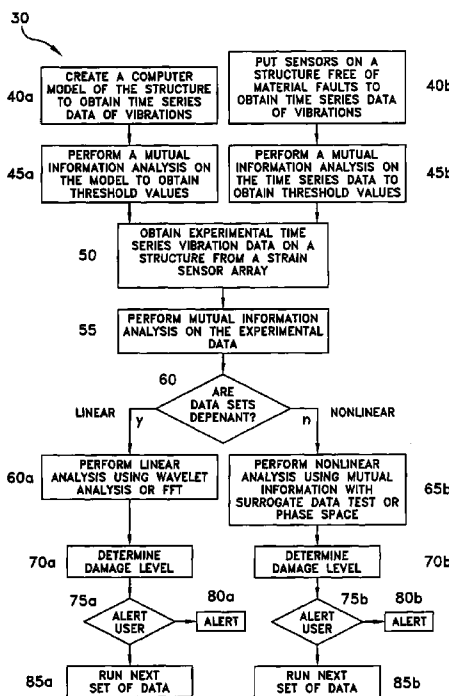 30
40a
CREATE A COMPUTER
MODEL OF THE STRUCTURE
TO OBTAIN TIME SERIES
DATA OF VIBRATIONS
PUT SENSORS ON A
STRUCTURE FREE OF
MATERIAL FAULTS TO
OBTAIN TIME SERIES DATA
OF VIBRATIONS
40b
45a
PERFORM A MUTUAL
INFORMATION ANALYSIS ON
THE MODEL TO OBTAIN
THRESHOLD VALUES
PERFORM A MUTUAL
INFORMATION ANALYSIS ON
THE TIME SERIES DATA TO
OBTAIN THRESHOLD VALUES
45b
50
OBTAIN EXPERIMENTAL TIME
SERIES VIBRATION DATA ON A
STRUCTURE FROM A STRAIN
SENSOR ARRAY
55
PERFORM MUTUAL INFORMATION
ANALYSIS ON THE EXPERIMENTAL
DATA
60
ARE
DATA SETS
DEPENANT?
LINEAR
y
n
NONLINEAR
60a
PERFORM LINEAR
ANALYSIS USING WAVELET
ANALYSIS OR FFT
PERFORM NONLINEAR
ANALYSIS USING MUTUAL
INFORMATION WITH
SURROGATE DATA TEST OR
PHASE SPACE
65b
70a
DETERMINE
DAMAGE LEVEL
DETERMINE
DAMAGE LEVEL
70b
75a
ALERT
USER
80a
ALERT
75b
ALERT
USER
80b
ALERT
85a
RUN NEXT
SET OF DATA
RUN NEXT
SET OF DATA
85b